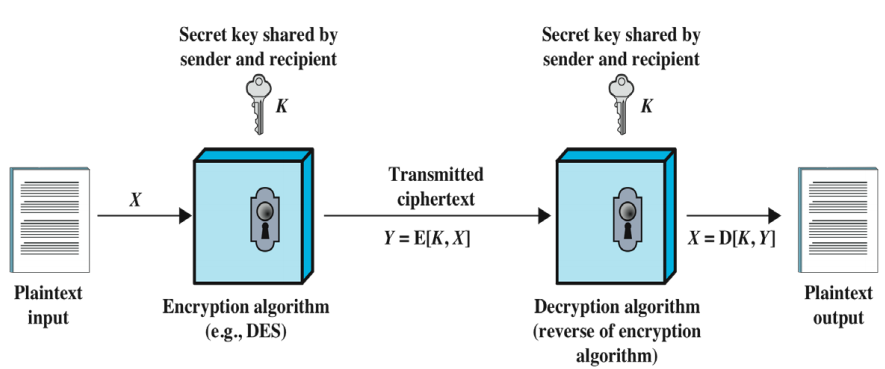 Secret key shared by
sender and recipient
K
Secret key shared by
sender and recipient
K
X
Transmitted
ciphertext
Y = E[K, X]
X = D[K, Y]
Plaintext
input
Encryption algorithm
(e.g., DES)
Decryption algorithm
(reverse of encryption
algorithm)
Plaintext
output